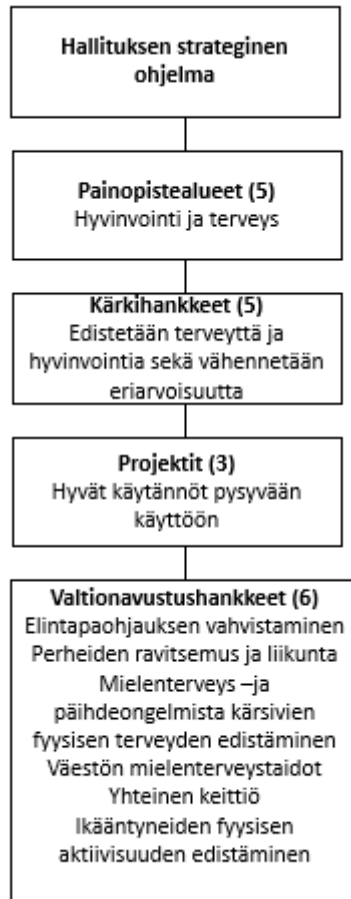 Hallituksen strateginen
ohjelma
Painopistealueet (5)
Hyvinvointi ja terveys
Kärkihankkeet (5)
Edistetään terveyttä ja
hyvinvointia sekä vähennetään
eriarvoisuutta
Projektit (3)
Hyvät käytännöt pysyvään
käyttöön
Valtionavustushankkeet (6)
Elintapaohjauksen vahvistaminen
Perheiden ravitsemus ja liikunta
Mielenterveys –ja
päihdeongelmista kärsivien
fyysisen terveyden edistäminen
Väestön mielenterveystaidot
Yhteinen keittiö
Ikääntyneiden fyysisen
aktiivisuuden edistäminen